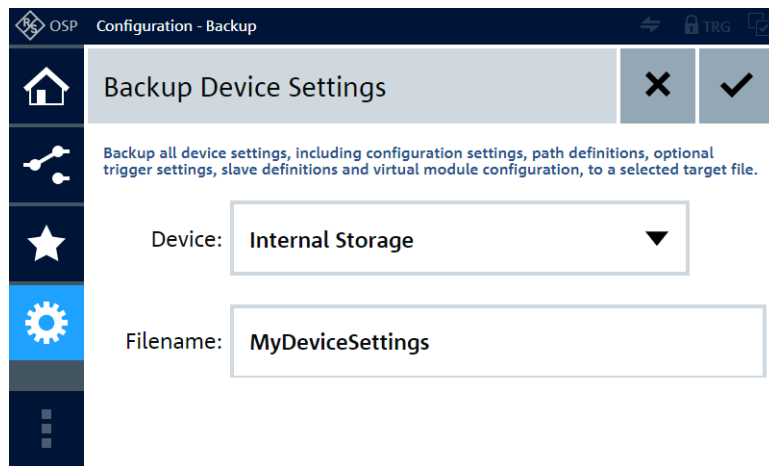 R&S OSP Configuration - Backup TRG
Backup Device Settings
Backup all device settings, including configuration settings, path definitions, optional
trigger settings, slave definitions and virtual module configuration, to a selected target file.
Device: Internal Storage
Filename: MyDeviceSettings